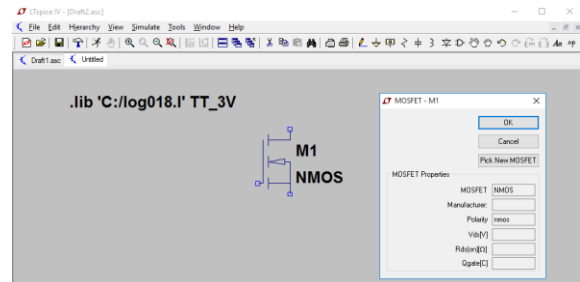 LTspice IV - [Draft2.asc]
File Edit Hierarchy View Simulate Tools Window Help
Draft1.asc Untitled
.lib 'C:/log018.l' TT_3V
M1
NMOS
MOSFET - M1
OK
Cancel
Pick New MOSFET
MOSFET Properties
MOSFET NMOS
Manufacturer:
Polarity nmos
Vds[V]
Rds(on)[Ω]
Qgate[C]